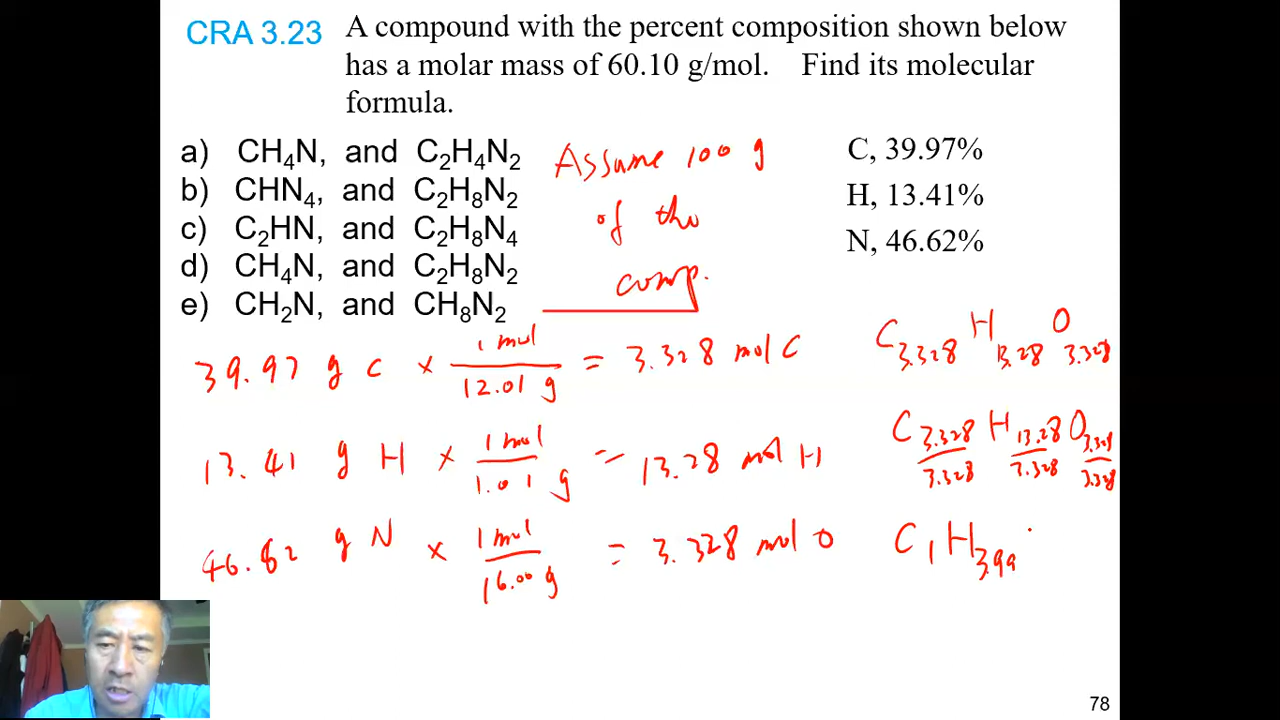 CRA 3.23 A compound with the percent composition shown below
has a molar mass of 60.10 g/mol. Find its molecular
formula.
a) CH₄N, and C₂H₄N₂
b) CHN₄, and C₂H₈N₂
c) C₂HN, and C₂H₈N₄
d) CH₄N, and C₂H₈N₂
e) CH₂N, and CH₈N₂
Assume 100 g
of the
comp.
C, 39.97%
H, 13.41%
N, 46.62%
39.97 g C × 1 mol / 12.01 g = 3.328 mol C
13.41 g H × 1 mol / 1.01 g = 13.28 mol H
46.62 g N × 1 mol / 16.00 g = 3.328 mol O
C3.328 H13.28 O3.328
C3.328/3.328 H13.28/3.328 O3.328/3.328
C1 H3.99
78